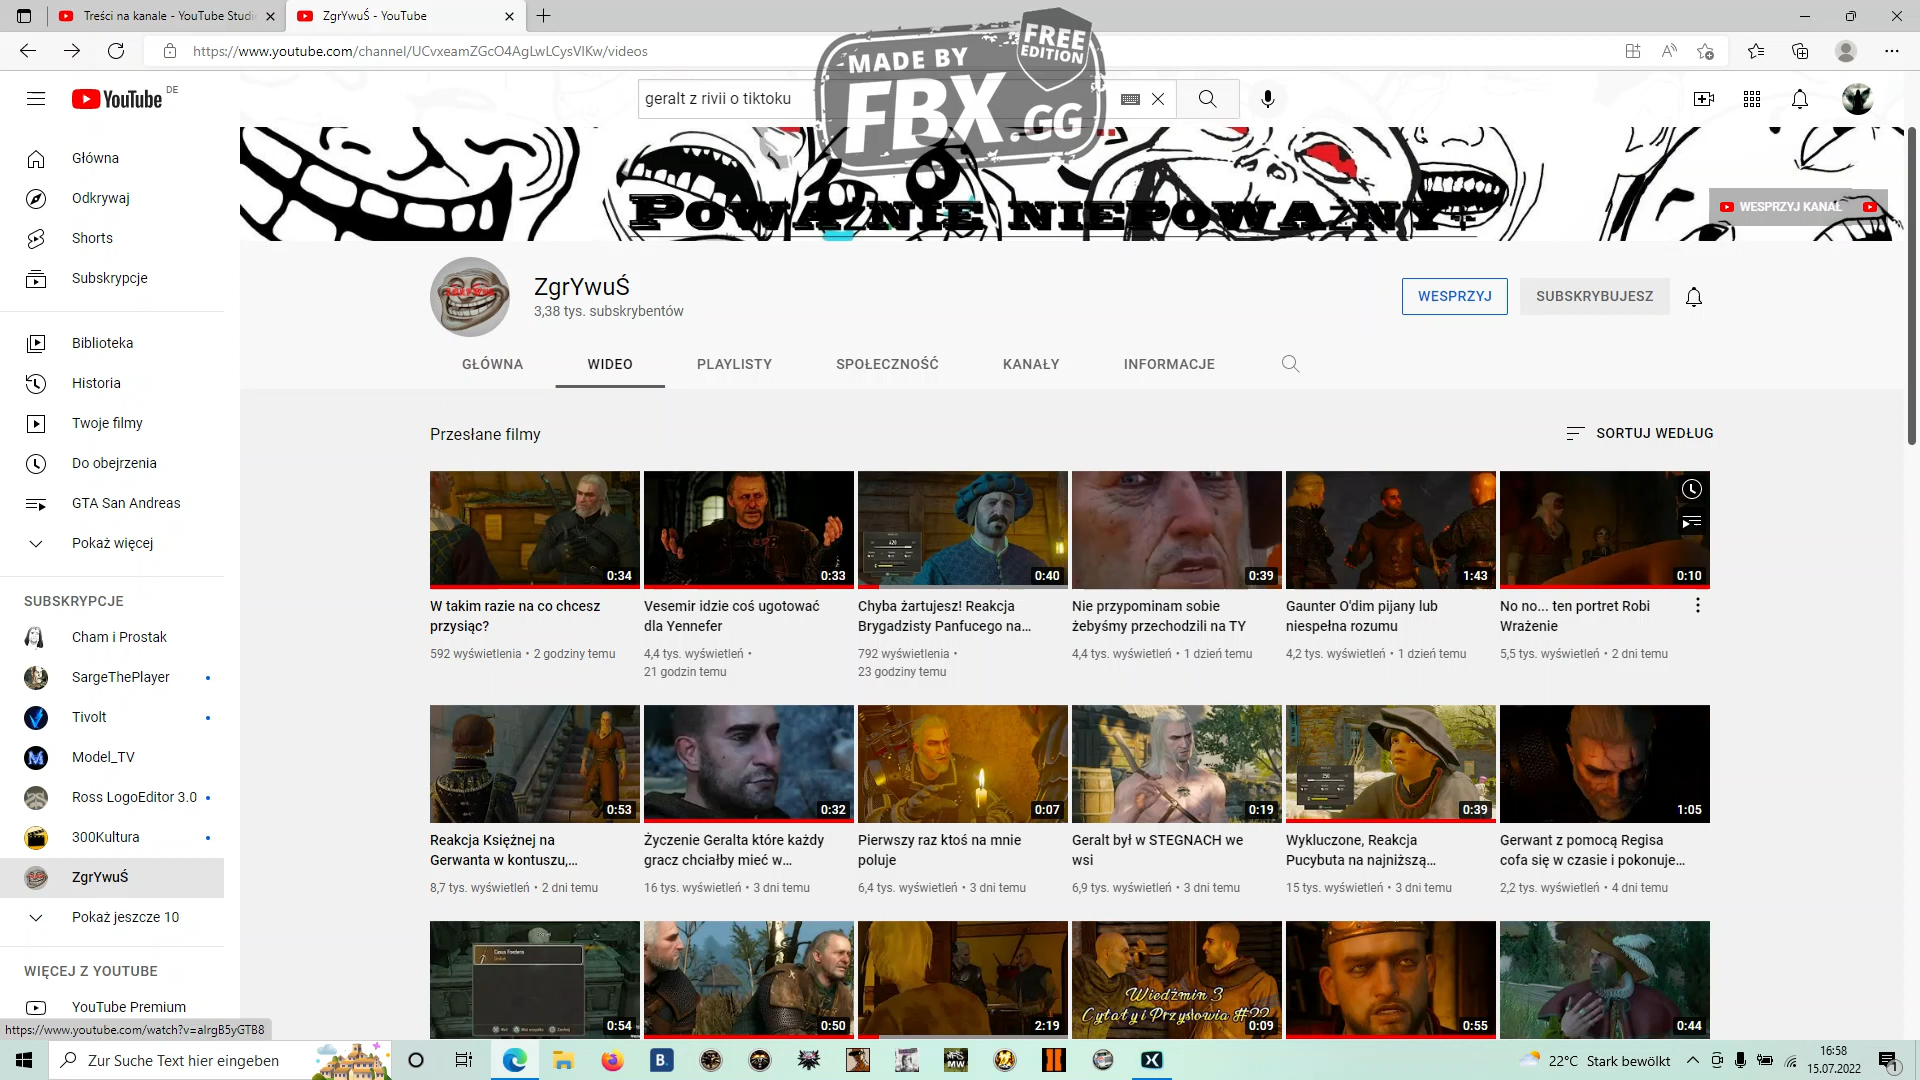 Treści na kanale - YouTube Studi
ZgrYwuŚ - YouTube
https://www.youtube.com/channel/UCvxeamZGcO4AgLwLCysVIKw/videos
MADE BY
FBX.GG
FREE
EDITION
YouTube DE
geralt z rivii o tiktoku
Główna
Odkrywaj
Shorts
Subskrypcje
Biblioteka
Historia
Twoje filmy
Do obejrzenia
GTA San Andreas
Pokaż więcej
SUBSKRYPCJE
Cham i Prostak
SargeThePlayer
Tivolt
Model_TV
Ross LogoEditor 3.0
300Kultura
ZgrYwuŚ
Pokaż jeszcze 10
WIĘCEJ Z YOUTUBE
YouTube Premium
https://www.youtube.com/watch?v=alrgB5yGTB8
POWAŻNIE NIEPOWAŻNY
WESPRZYJ KANAŁ
ZgrYwuŚ
3,38 tys. subskrybentów
WESPRZYJ
SUBSKRYBUJESZ
GŁÓWNA WIDEO PLAYLISTY SPOŁECZNOŚĆ KANAŁY INFORMACJE
Przesłane filmy
SORTUJ WEDŁUG
0:34
W takim razie na co chcesz
przysiąc?
592 wyświetlenia • 2 godziny temu
0:33
Vesemir idzie coś ugotować
dla Yennefer
4,4 tys. wyświetleń •
21 godzin temu
0:40
Chyba żartujesz! Reakcja
Brygadzisty Panfucego na...
792 wyświetlenia •
23 godziny temu
0:39
Nie przypominam sobie
żebyśmy przechodzili na TY
4,4 tys. wyświetleń • 1 dzień temu
1:43
Gaunter O'dim pijany lub
niespełna rozumu
4,2 tys. wyświetleń • 1 dzień temu
0:10
No no... ten portret Robi
Wrażenie
5,5 tys. wyświetleń • 2 dni temu
0:53
Reakcja Księżnej na
Gerwanta w kontuszu,...
8,7 tys. wyświetleń • 2 dni temu
0:32
Życzenie Geralta które każdy
gracz chciałby mieć w...
16 tys. wyświetleń • 3 dni temu
0:07
Pierwszy raz ktoś na mnie
poluje
6,4 tys. wyświetleń • 3 dni temu
0:19
Geralt był w STEGNACH we
wsi
6,9 tys. wyświetleń • 3 dni temu
0:39
Wykluczone, Reakcja
Pucybuta na najniższą...
15 tys. wyświetleń • 3 dni temu
1:05
Gerwant z pomocą Regisa
cofa się w czasie i pokonuje...
2,2 tys. wyświetleń • 4 dni temu
0:54
0:50
2:19
Wiedźmin 3
Cytaty i Przysłowia #22
0:09
0:55
0:44
Zur Suche Text hier eingeben
22°C Stark bewölkt
16:58
15.07.2022
1